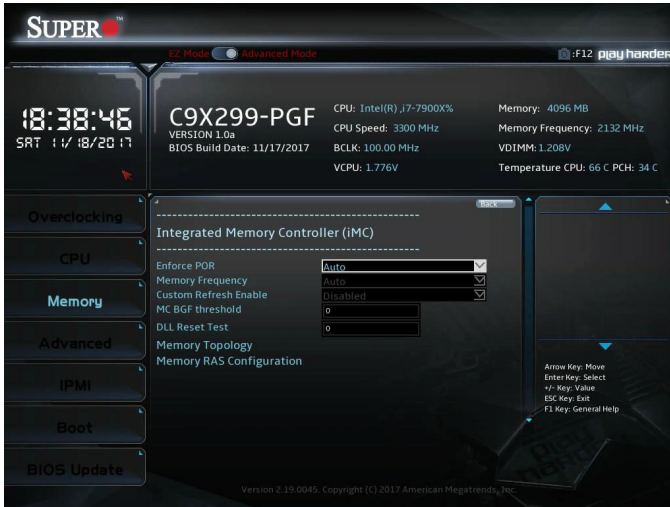 SUPER
TM
EZ Mode Advanced Mode
:F12 play harder
18:38:46
SAT 11/18/2017
C9X299-PGF
VERSION 1.0a
BIOS Build Date: 11/17/2017
CPU: Intel(R) ,i7-7900X%
CPU Speed: 3300 MHz
BCLK: 100.00 MHz
VCPU: 1.776V
Memory: 4096 MB
Memory Frequency: 2132 MHz
VDIMM: 1.208V
Temperature CPU: 66 C PCH: 34 C
Overclocking
CPU
Memory
Advanced
IPMI
Boot
BIOS Update
Back
------------------------------------------------
Integrated Memory Controller (iMC)
------------------------------------------------
Enforce POR Auto
Memory Frequency Auto
Custom Refresh Enable Disabled
MC BGF threshold 0
DLL Reset Test 0
Memory Topology
Memory RAS Configuration
Arrow Key: Move
Enter Key: Select
+/- Key: Value
ESC Key: Exit
F1 Key: General Help
PLAY
HARDER
Version 2.19.0045. Copyright (C) 2017 American Megatrends, Inc.